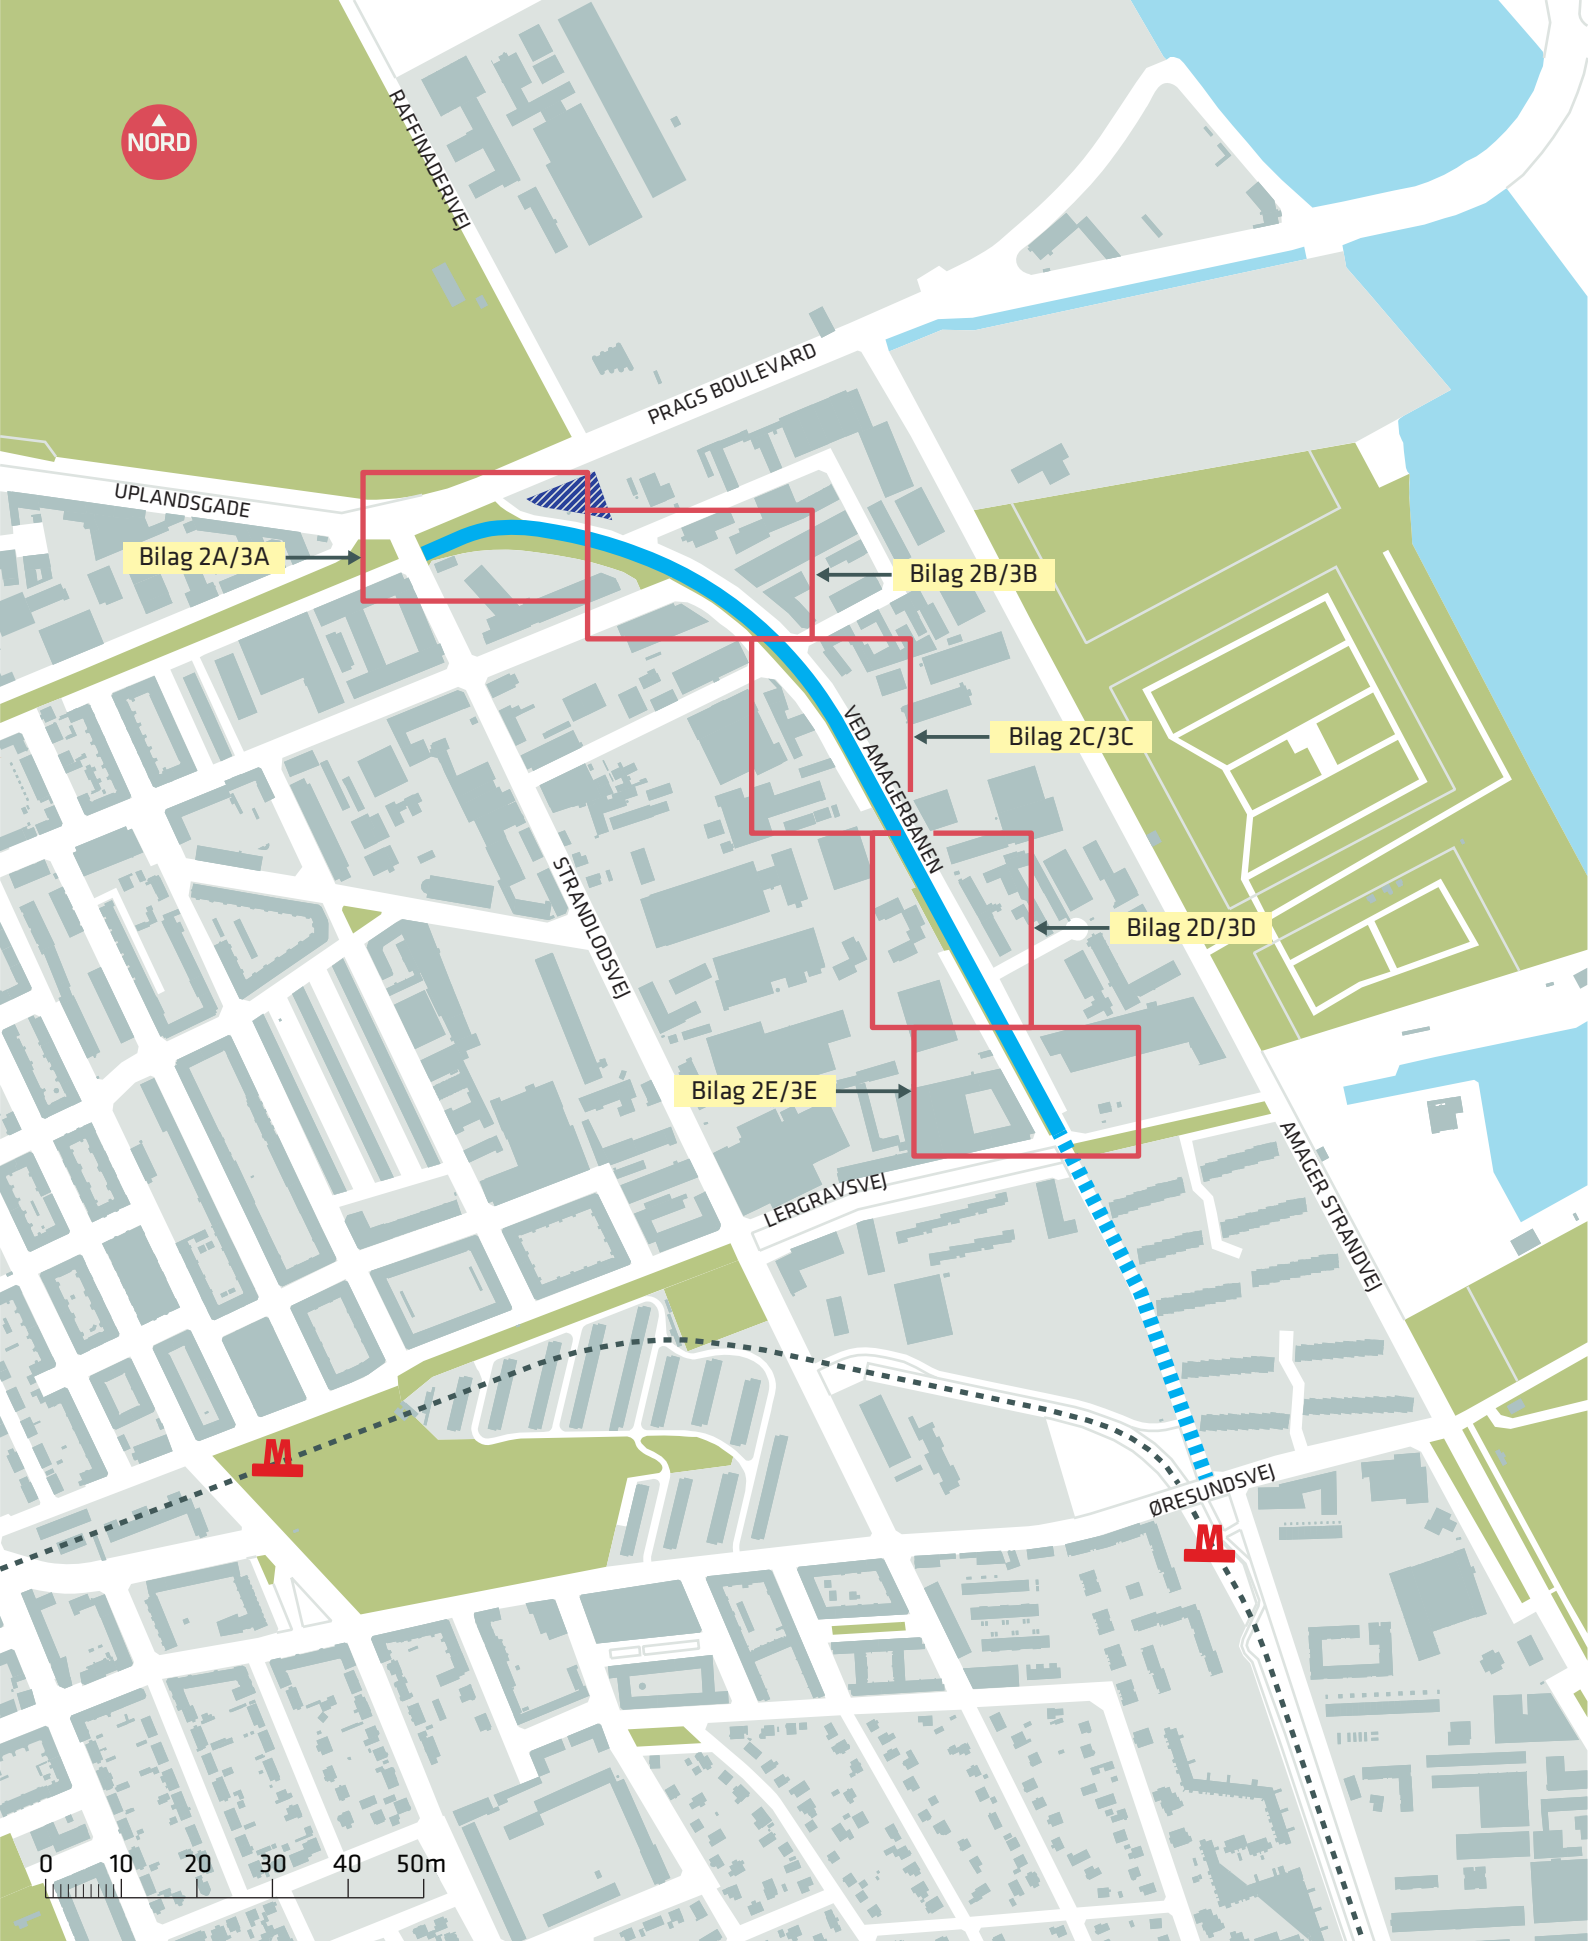 RAFFINADERIVEJ
NORD
PRAGS BOULEVARD
UPLANDSGADE
Bilag 2A/3A
Bilag 2B/3B
VED AMAGERBANEN
Bilag 2C/3C
STRANDLODSVEJ
Bilag 2D/3D
Bilag 2E/3E
LERGRAVSVEJ
AMAGER STRANDVEJ
M
ØRESUNDSVEJ
M
0 10 20 30 40 50m